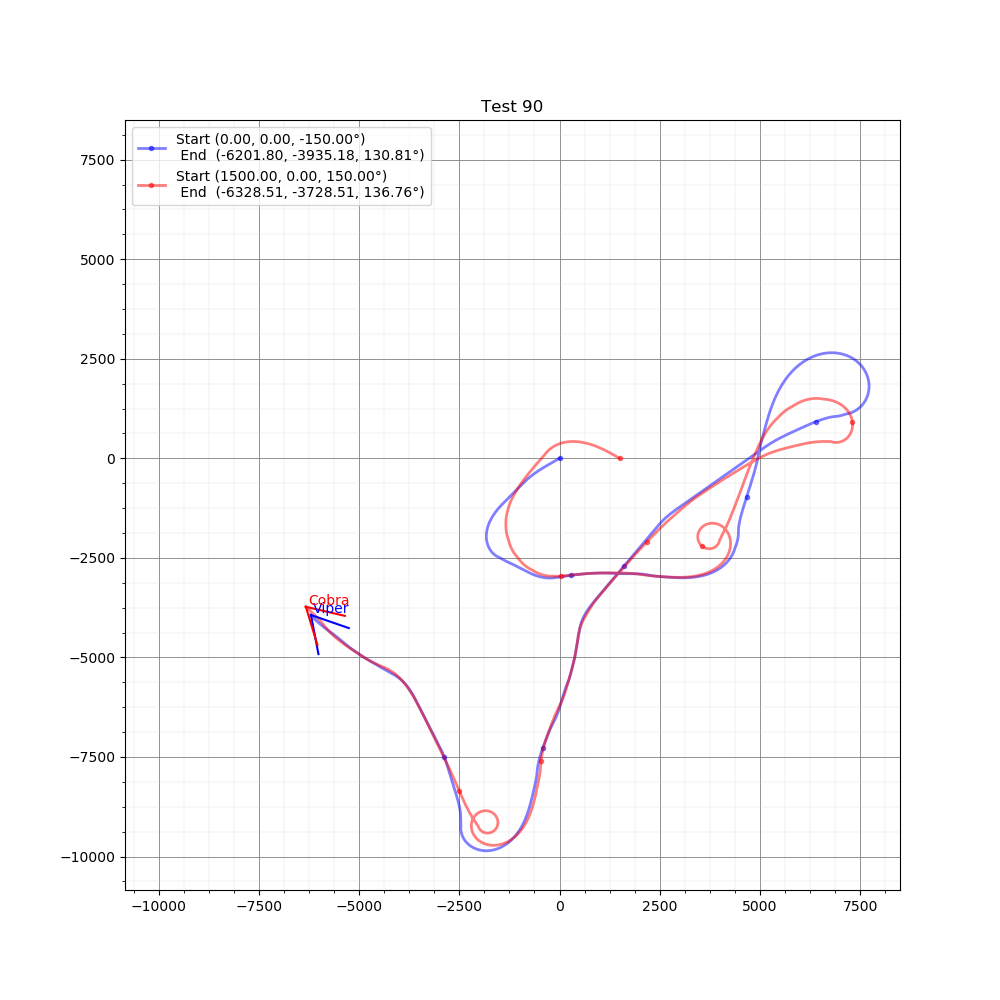 Test 90
Start (0.00, 0.00, -150.00°)
End (-6201.80, -3935.18, 130.81°)
Start (1500.00, 0.00, 150.00°)
End (-6328.51, -3728.51, 136.76°)
7500
5000
2500
0
−2500
Cobra
Viper
−5000
−7500
−10000
−10000 −7500 −5000 −2500 0 2500 5000 7500